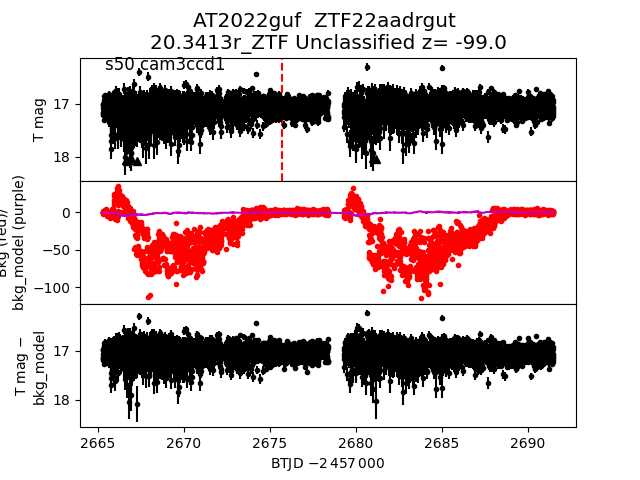 AT2022guf  ZTF22aadrgut
20.3413r_ZTF Unclassified z= -99.0
s50 cam3ccd1
T mag
17
18
Bkg (red)/
bkg_model (purple)
0
−50
−100
T mag −
bkg_model
17
18
2665 2670 2675 2680 2685 2690
BTJD −2 457 000